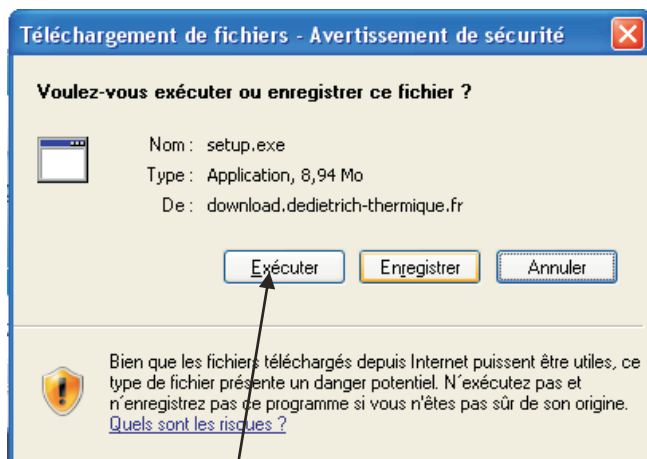 Téléchargement de fichiers - Avertissement de sécurité
Voulez-vous exécuter ou enregistrer ce fichier ?
Nom : setup.exe
Type : Application, 8,94 Mo
De : download.dedietrich-thermique.fr
Exécuter Enregistrer Annuler
Bien que les fichiers téléchargés depuis Internet puissent être utiles, ce
type de fichier présente un danger potentiel. N´exécutez pas et
n´enregistrez pas ce programme si vous n'êtes pas sûr de son origine.
Quels sont les risques ?